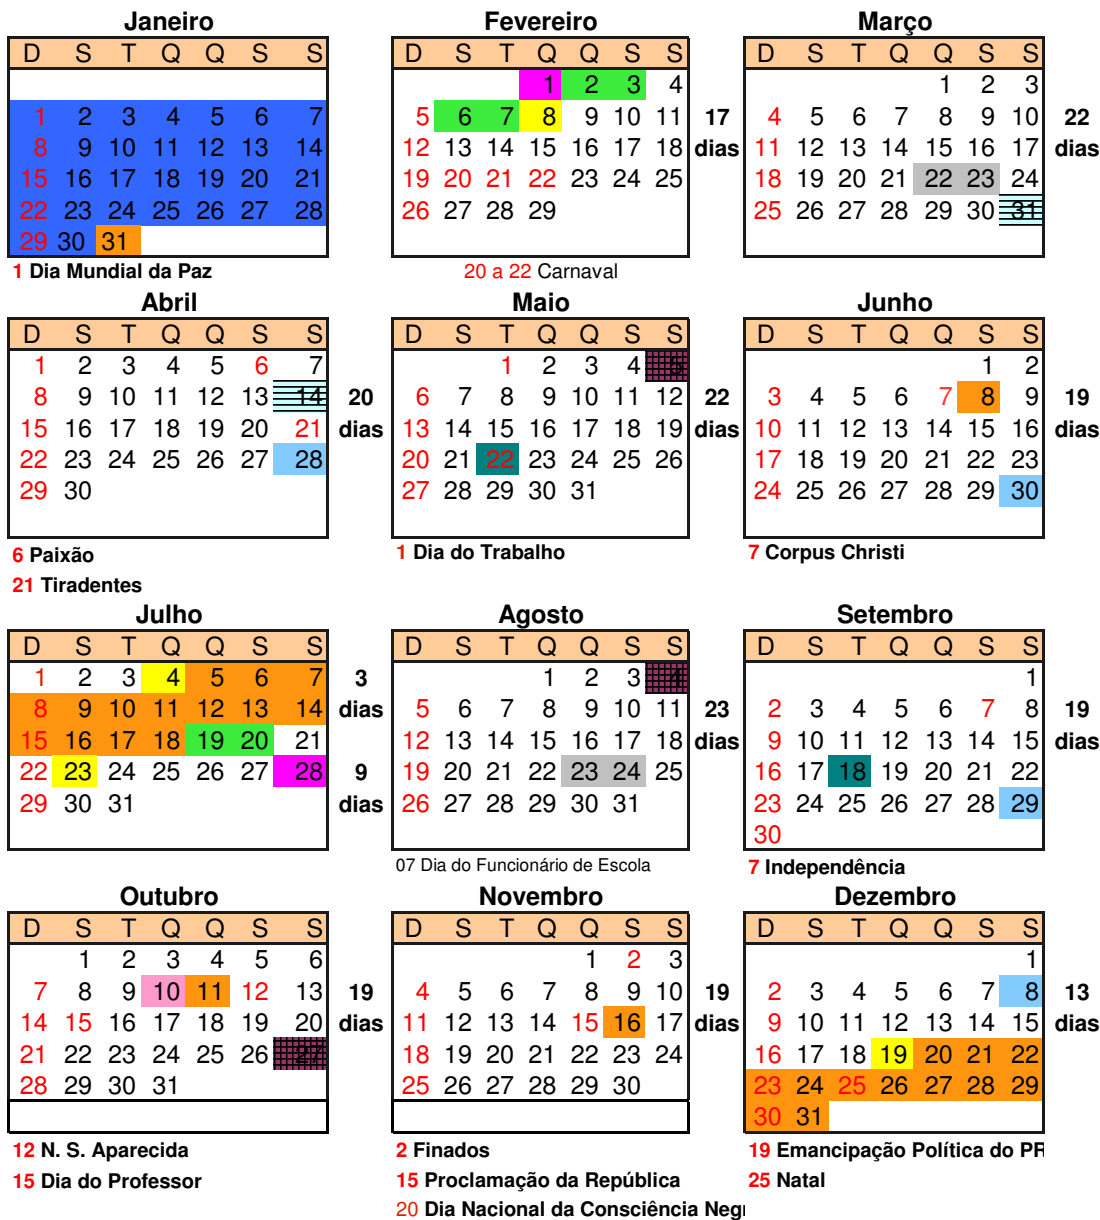 Janeiro Fevereiro Março
D S T Q Q S S D S T Q Q S S D S T Q Q S S
1 2 3 4 1 2 3
1 2 3 4 5 6 7 5 6 7 8 9 10 11 17 4 5 6 7 8 9 10 22
8 9 10 11 12 13 14 12 13 14 15 16 17 18 dias 11 12 13 14 15 16 17 dias
15 16 17 18 19 20 21 19 20 21 22 23 24 25 18 19 20 21 22 23 24
22 23 24 25 26 27 28 26 27 28 29 25 26 27 28 29 30 31
29 30 31
1 Dia Mundial da Paz 20 a 22 Carnaval
Abril Maio Junho
D S T Q Q S S D S T Q Q S S D S T Q Q S S
1 2 3 4 5 6 7 1 2 3 4 5 1 2
8 9 10 11 12 13 14 20 6 7 8 9 10 11 12 22 3 4 5 6 7 8 9 19
15 16 17 18 19 20 21 dias 13 14 15 16 17 18 19 dias 10 11 12 13 14 15 16 dias
22 23 24 25 26 27 28 20 21 22 23 24 25 26 17 18 19 20 21 22 23
29 30 27 28 29 30 31 24 25 26 27 28 29 30
6 Paixão 1 Dia do Trabalho 7 Corpus Christi
21 Tiradentes
Julho Agosto Setembro
D S T Q Q S S D S T Q Q S S D S T Q Q S S
1 2 3 4 5 6 7 3 1 2 3 4 1
8 9 10 11 12 13 14 dias 5 6 7 8 9 10 11 23 2 3 4 5 6 7 8 19
15 16 17 18 19 20 21 12 13 14 15 16 17 18 dias 9 10 11 12 13 14 15 dias
22 23 24 25 26 27 28 9 19 20 21 22 23 24 25 16 17 18 19 20 21 22
29 30 31 dias 26 27 28 29 30 31 23 24 25 26 27 28 29
30
07 Dia do Funcionário de Escola 7 Independência
Outubro Novembro Dezembro
D S T Q Q S S D S T Q Q S S D S T Q Q S S
1 2 3 4 5 6 1 2 3 1
7 8 9 10 11 12 13 19 4 5 6 7 8 9 10 19 2 3 4 5 6 7 8 13
14 15 16 17 18 19 20 dias 11 12 13 14 15 16 17 dias 9 10 11 12 13 14 15 dias
21 22 23 24 25 26 27 18 19 20 21 22 23 24 16 17 18 19 20 21 22
28 29 30 31 25 26 27 28 29 30 23 24 25 26 27 28 29
30 31
12 N. S. Aparecida 2 Finados 19 Emancipação Política do PR
15 Dia do Professor 15 Proclamação da República 25 Natal
20 Dia Nacional da Consciência